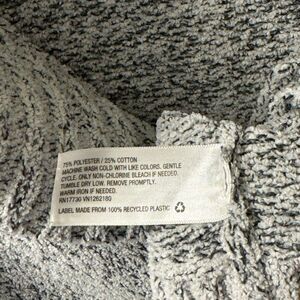 75% POLYESTER / 25% COTTON
MACHINE WASH COLD WITH LIKE COLORS, GENTLE
CYCLE. ONLY NON-CHLORINE BLEACH IF NEEDED.
TUMBLE DRY LOW. REMOVE PROMPTLY.
WARM IRON IF NEEDED.
RN17730 VN1262180
LABEL MADE FROM 100% RECYCLED PLASTIC